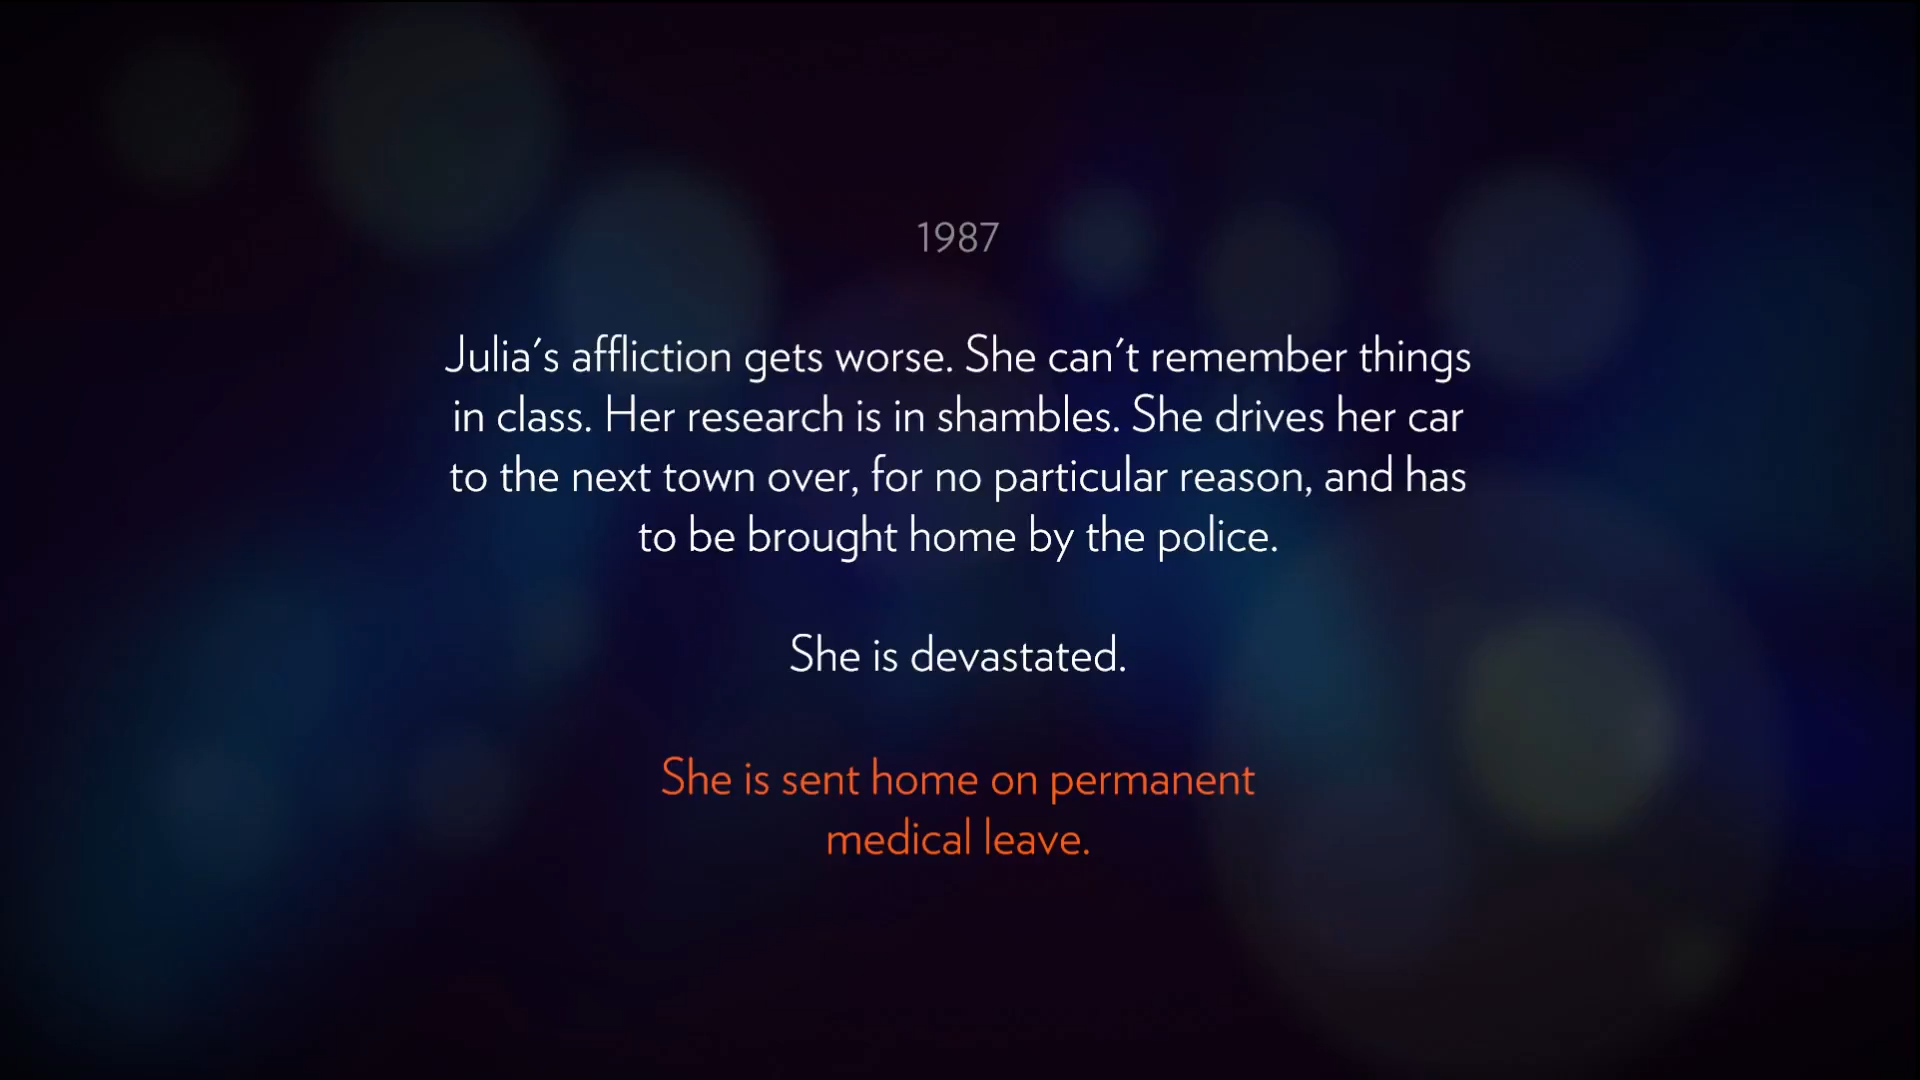 1987
Julia's affliction gets worse. She can't remember things
in class. Her research is in shambles. She drives her car
to the next town over, for no particular reason, and has
to be brought home by the police.
She is devastated.
She is sent home on permanent
medical leave.